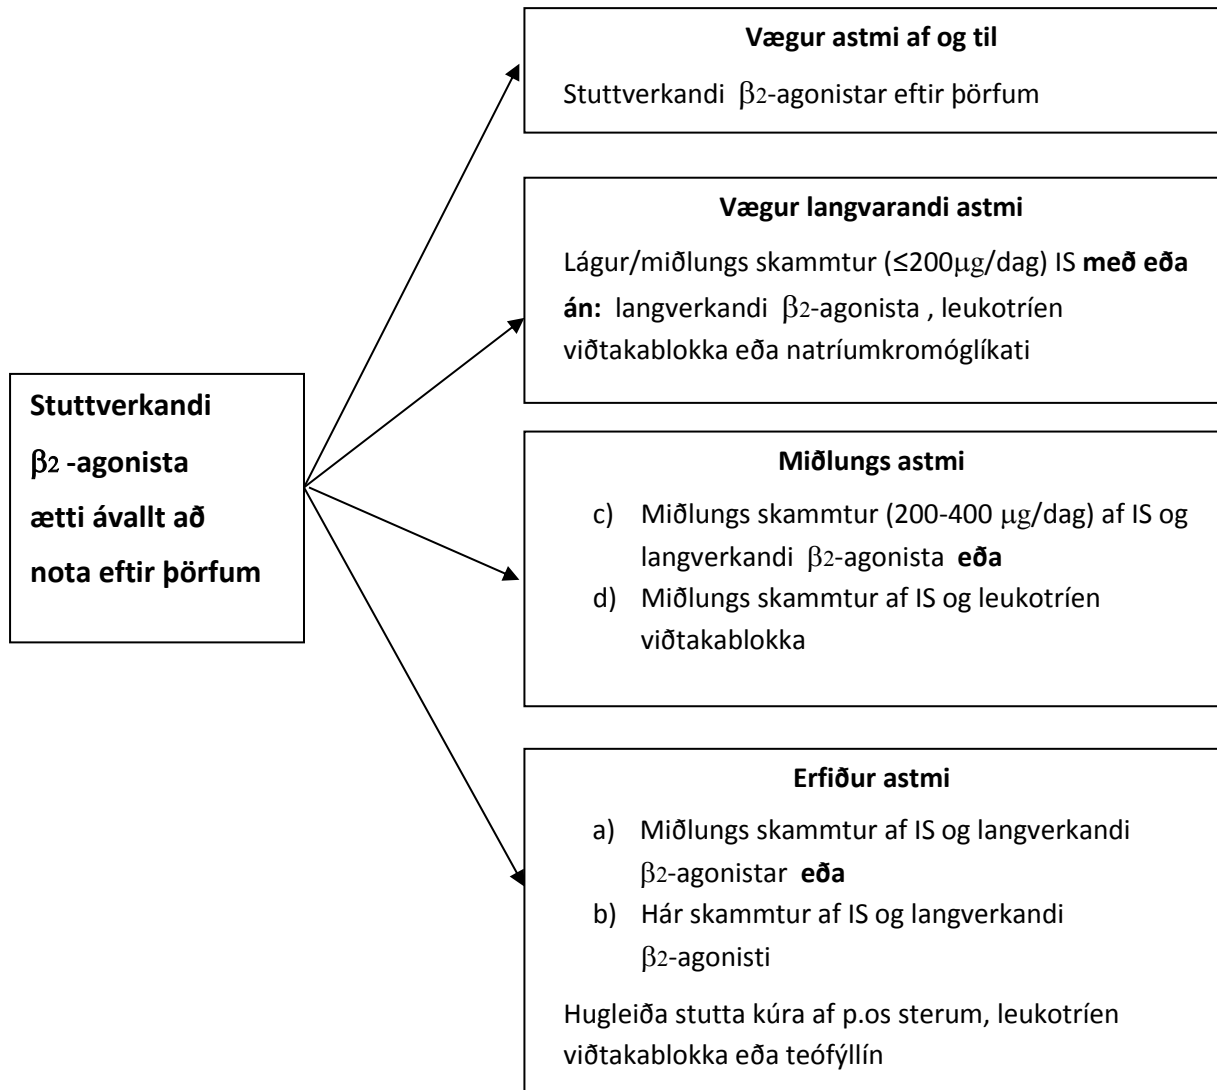 Vægur astmi af og til
Stuttverkandi β2-agonistar eftir þörfum
Vægur langvarandi astmi
Lágur/miðlungs skammtur (≤200μg/dag) IS með eða
án: langverkandi β2-agonista , leukotríen
viðtakablokka eða natríumkromóglíkati
Stuttverkandi
β2 -agonista
ætti ávallt að
nota eftir þörfum
Miðlungs astmi
c) Miðlungs skammtur (200-400 μg/dag) af IS og
langverkandi β2-agonista eða
d) Miðlungs skammtur af IS og leukotríen
viðtakablokka
Erfiður astmi
a) Miðlungs skammtur af IS og langverkandi
β2-agonistar eða
b) Hár skammtur af IS og langverkandi
β2-agonisti
Hugleiða stutta kúra af p.os sterum, leukotríen
viðtakablokka eða teófýllín